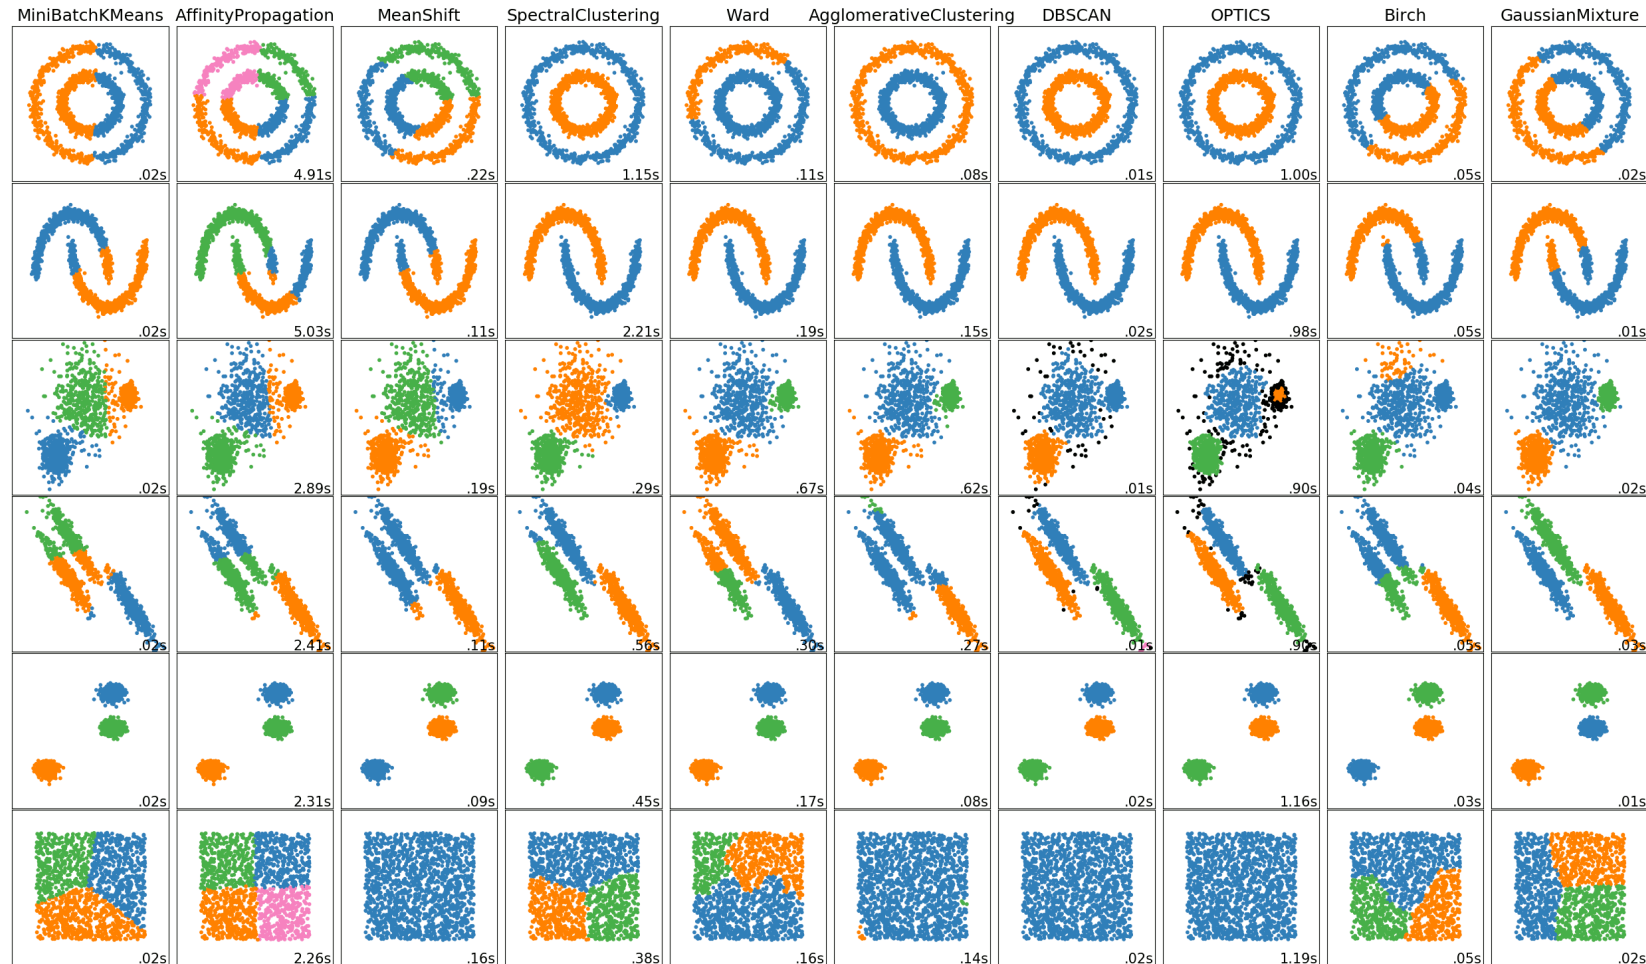 MiniBatchKMeans AffinityPropagation MeanShift SpectralClustering Ward AgglomerativeClustering DBSCAN OPTICS Birch GaussianMixture
.02s 4.91s .22s 1.15s .11s .08s .01s 1.00s .05s .02s
.02s 5.03s .11s 2.21s .19s .15s .02s .98s .05s .01s
.02s 2.89s .19s .29s .67s .62s .01s .90s .04s .02s
.02s 2.41s .11s .56s .30s .27s .01s .90s .05s .03s
.02s 2.31s .09s .45s .17s .08s .02s 1.16s .03s .01s
.02s 2.26s .16s .38s .16s .14s .02s 1.19s .05s .02s